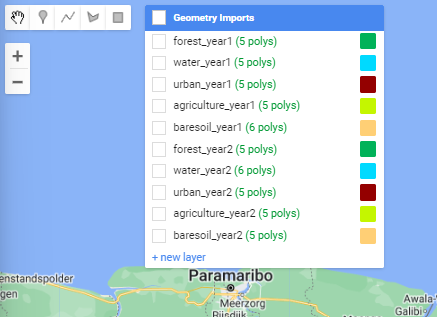 Geometry Imports
forest_year1 (5 polys)
water_year1 (5 polys)
urban_year1 (5 polys)
agriculture_year1 (5 polys)
baresoil_year1 (6 polys)
forest_year2 (5 polys)
water_year2 (6 polys)
urban_year2 (5 polys)
agriculture_year2 (5 polys)
baresoil_year2 (5 polys)
+ new layer
+
−
Paramaribo
enstandspolder
gen
Meerzorg
Rijsdijk
Awala-
Galibi